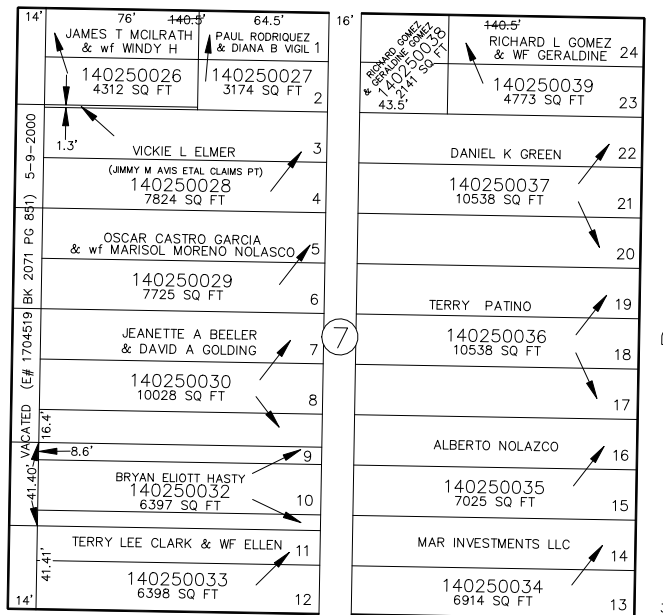 14'
76'
140.5'
64.5'
JAMES T MCILRATH
& wf WINDY H
140250026
4312 SQ FT
PAUL RODRIQUEZ
& DIANA B VIGIL 1
140250027
3174 SQ FT
2
1.3'
VICKIE L ELMER
3
(JIMMY M AVIS ETAL CLAIMS PT)
140250028
7824 SQ FT
4
OSCAR CASTRO GARCIA
& wf MARISOL MORENO NOLASCO
5
140250029
7725 SQ FT
6
JEANETTE A BEELER
& DAVID A GOLDING
7
140250030
10028 SQ FT
8
16.4'
8.6'
9
BRYAN ELIOTT HASTY
140250032
6397 SQ FT
10
41.40'
TERRY LEE CLARK & WF ELLEN
11
41.41'
140250033
6398 SQ FT
12
14'
VACATED (E# 1704519 BK 2071 PG 851) 5-9-2000
16'
7
RICHARD GOMEZ
& GERALDINE GOMEZ
140250038
2141 SQ FT
43.5'
140.5'
RICHARD L GOMEZ
& WF GERALDINE
24
140250039
4773 SQ FT
23
DANIEL K GREEN
22
140250037
10538 SQ FT
21
20
TERRY PATINO
19
140250036
10538 SQ FT
18
17
ALBERTO NOLAZCO
16
140250035
7025 SQ FT
15
MAR INVESTMENTS LLC
14
140250034
6914 SQ FT
13